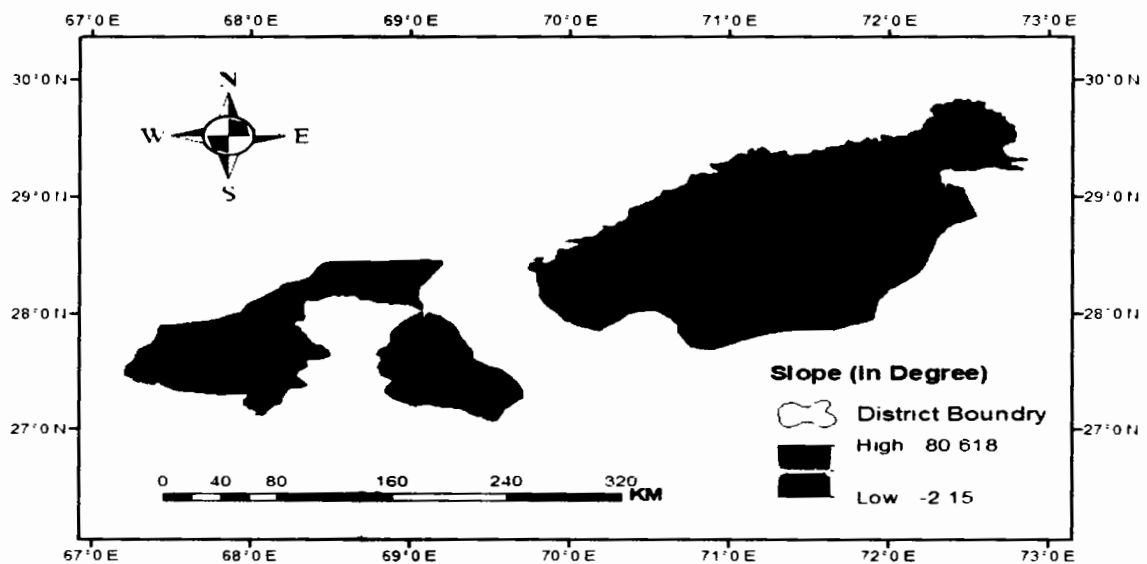 67°0'E 68°0'E 69°0'E 70°0'E 71°0'E 72°0'E 73°0'E
30°0'N 30°0'N
N
W E
S
29°0'N 29°0'N
28°0'N 28°0'N
Slope (In Degree)
District Boundry
27°0'N 27°0'N
High 80 618
0 40 80 160 240 320
KM
Low -2 15
67°0'E 68°0'E 69°0'E 70°0'E 71°0'E 72°0'E 73°0'E